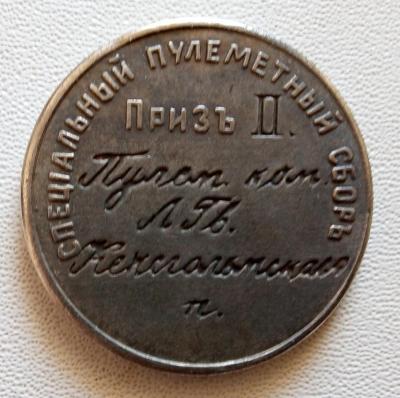 СПЕЦІАЛЬНЫЙ ПУЛЕМЕТНЫЙ СБОРЪ
ПРИЗЪ II.
Пулем. ком.
Л. Гв.
Кексгольмскаго
п.